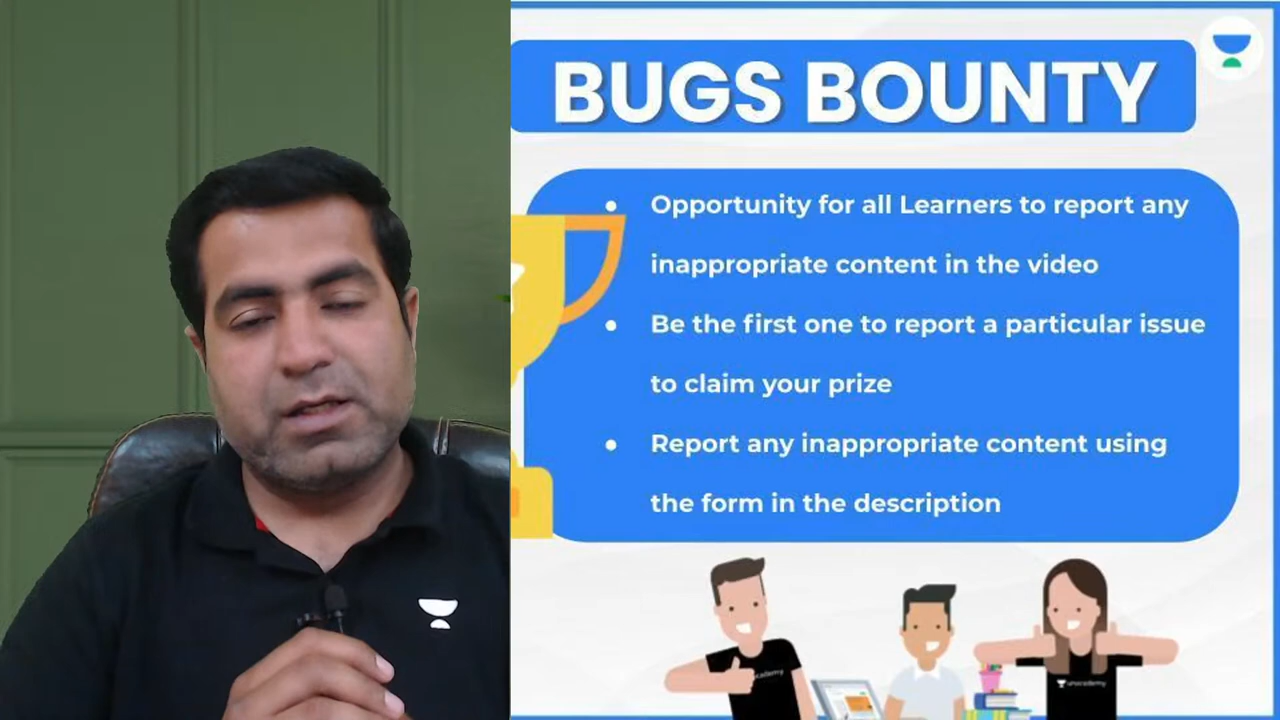 BUGS BOUNTY
• Opportunity for all Learners to report any
inappropriate content in the video
• Be the first one to report a particular issue
to claim your prize
• Report any inappropriate content using
the form in the description
unacademy